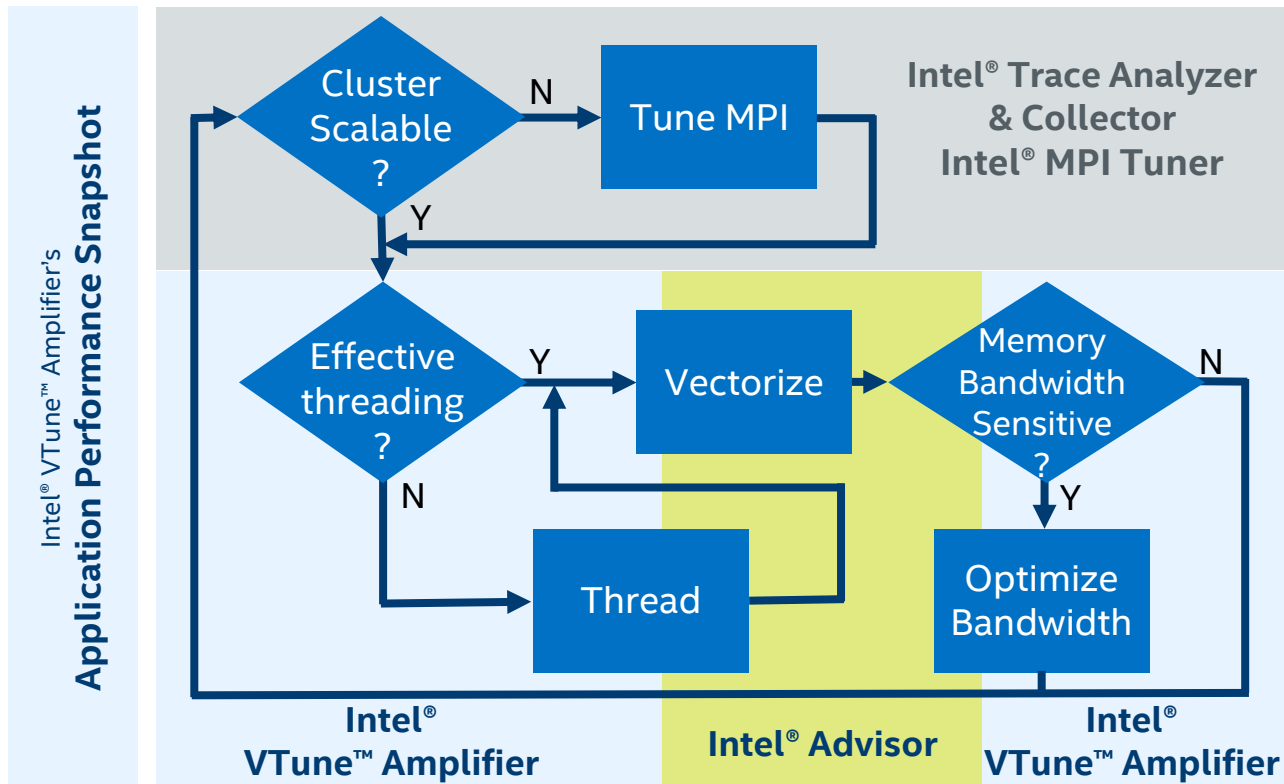 Intel® VTune™ Amplifier's
Application Performance Snapshot
Cluster
Scalable
?
N
Tune MPI
Y
Intel® Trace Analyzer
& Collector
Intel® MPI Tuner
Effective
threading
?
Y
N
Vectorize
Memory
Bandwidth
Sensitive
?
N
Y
Thread
Optimize
Bandwidth
Intel®
VTune™ Amplifier
Intel® Advisor
Intel®
VTune™ Amplifier